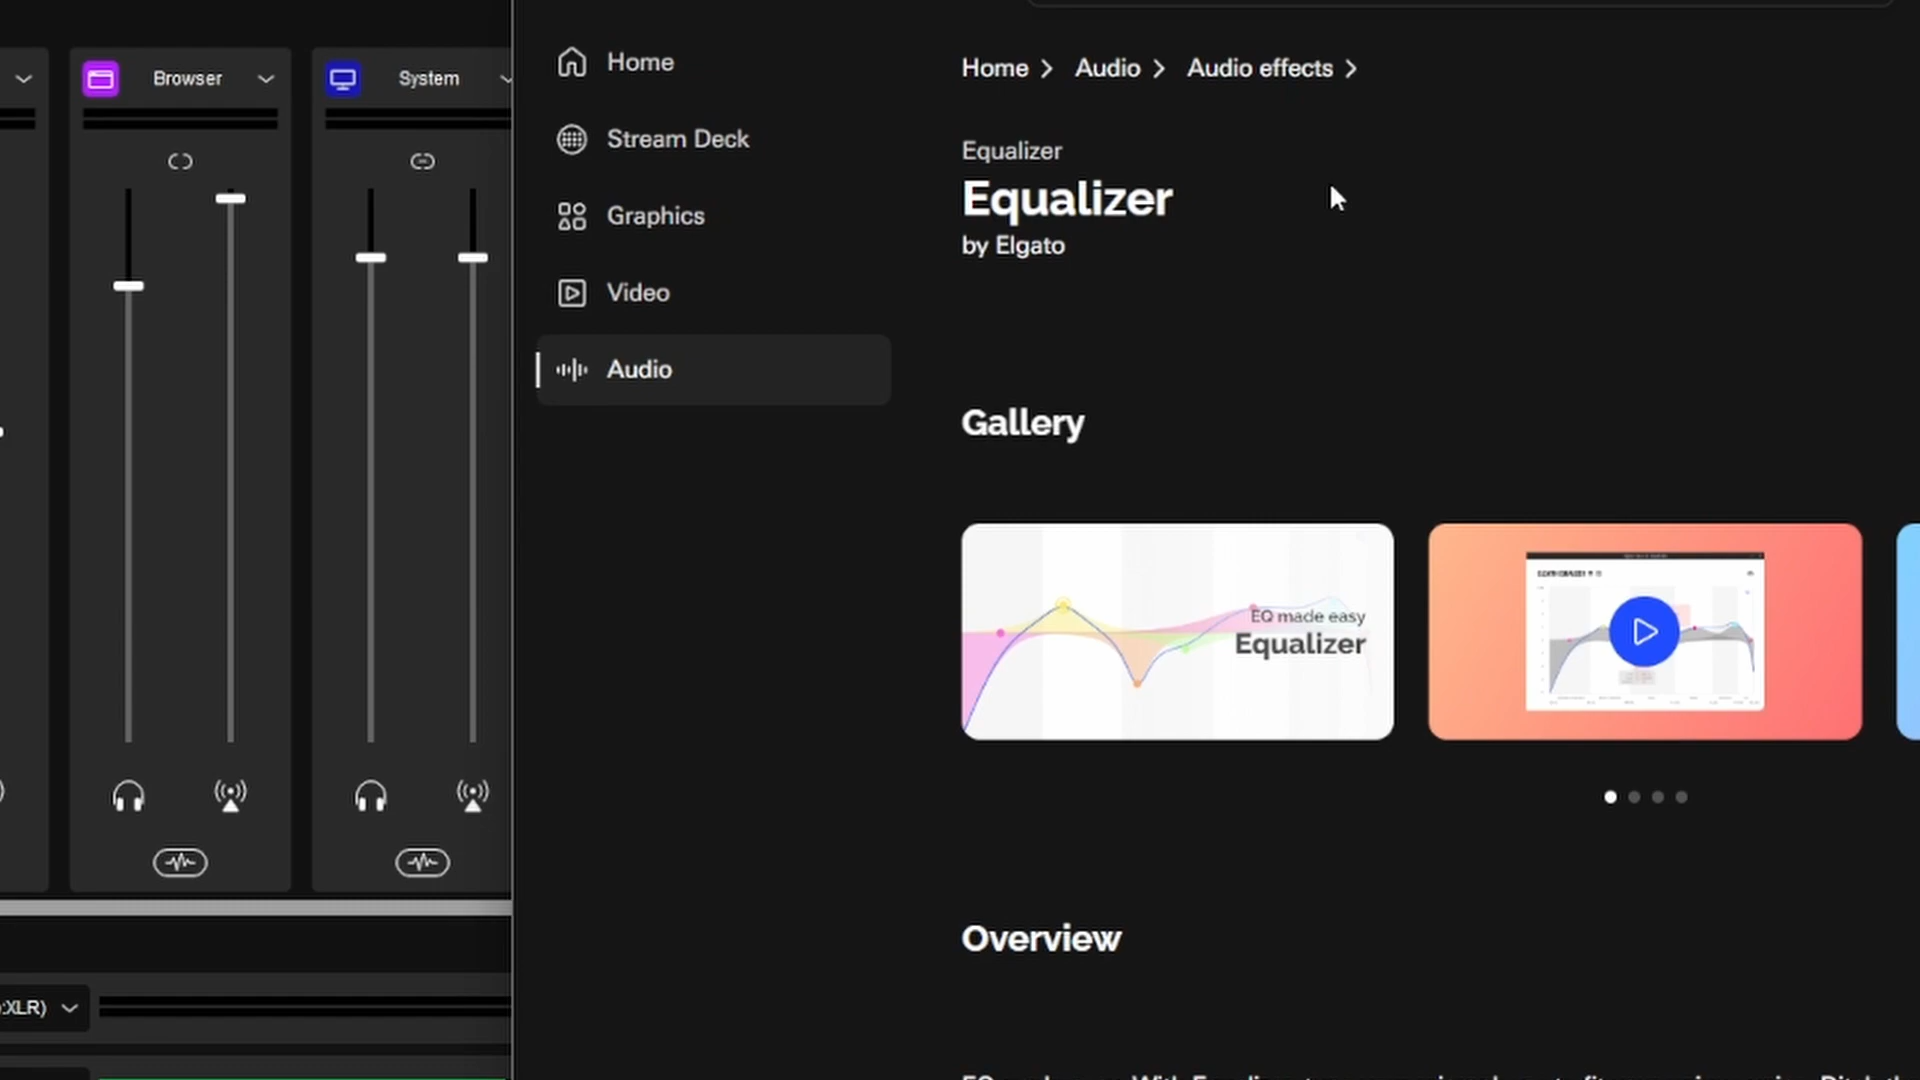 Browser
System
:XLR)
Home
Stream Deck
Graphics
Video
Audio
Home
Audio
Audio effects
Equalizer
Equalizer
by Elgato
Gallery
EQ made easy
Equalizer
Overview